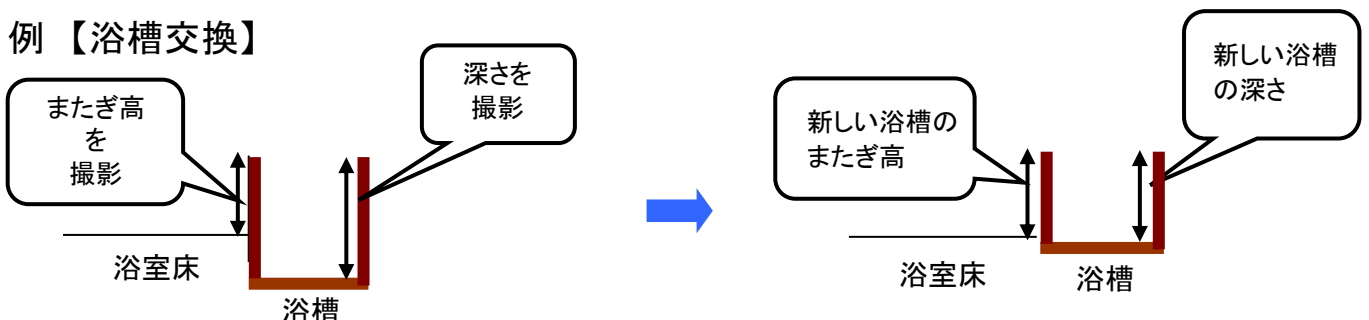 例 【浴槽交換】
またぎ高
を
撮影
深さを
撮影
浴室床
浴槽
新しい浴槽の
またぎ高
新しい浴槽
の深さ
浴室床
浴槽